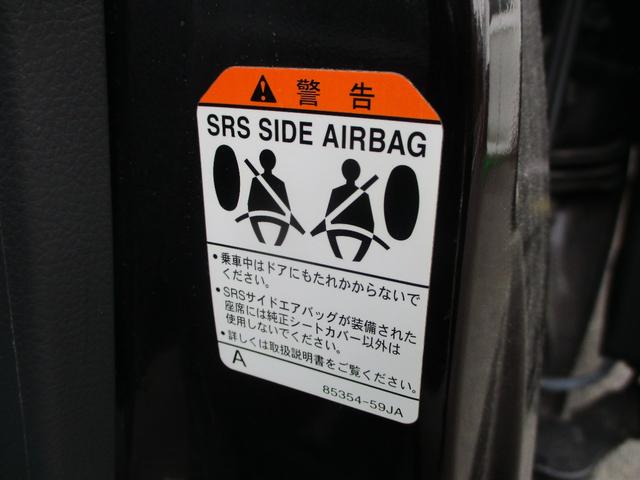 警告
SRS SIDE AIRBAG
・乗車中はドアにもたれかからないで
ください。
・SRSサイドエアバッグが装備された
座席には純正シートカバー以外は
使用しないでください。
・詳しくは取扱説明書をご覧ください。
A
85354-59JA